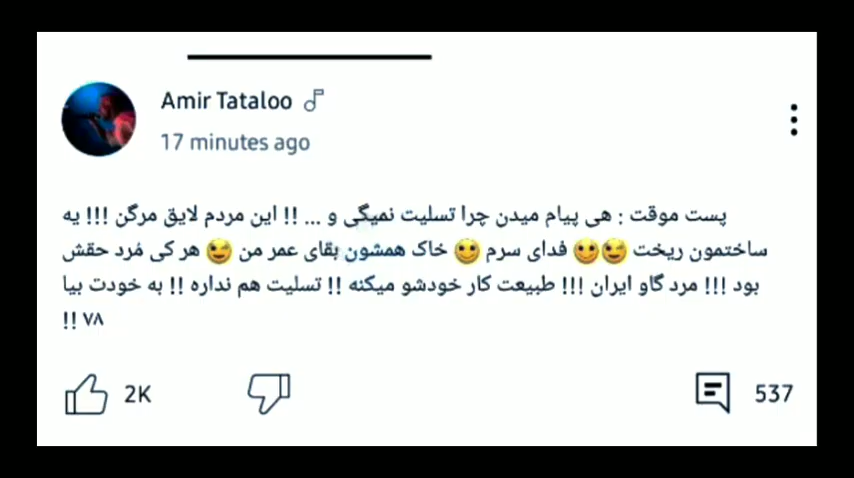 Amir Tataloo
17 minutes ago
پست موقت : هی پیام میدن چرا تسلیت نمیگی و ... !! این مردم لایق مرگن !!! یه
ساختمون ریخت 😉🙂 فدای سرم 🙂 خاک همشون بقای عمر من 😉 هر کی مُرد حقش
بود !!! مرد گاو ایران !!! طبیعت کار خودشو میکنه !! تسلیت هم نداره !! به خودت بیا
۷۸ !!
2K
537